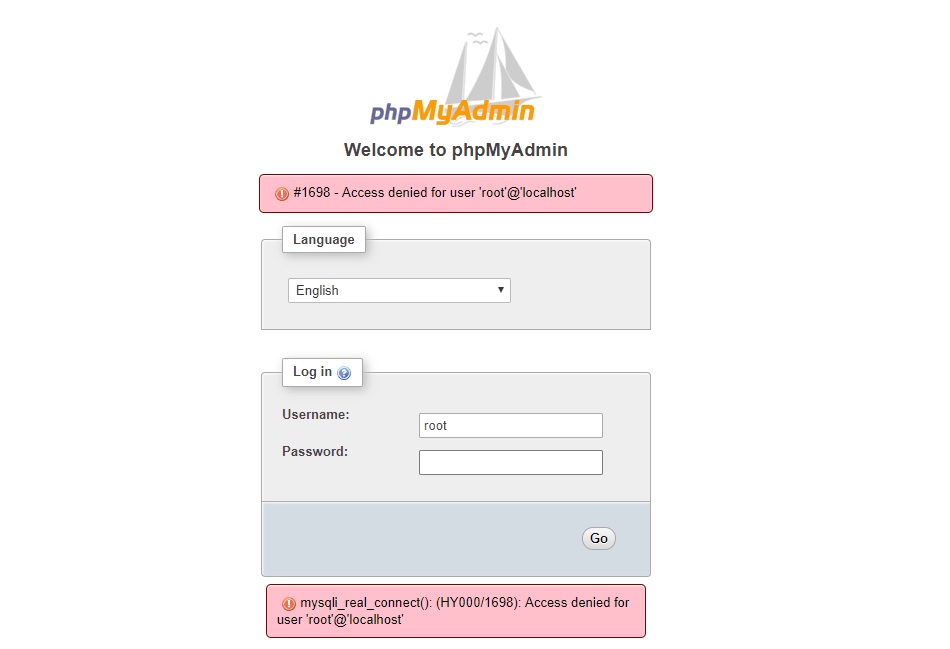 phpMyAdmin
Welcome to phpMyAdmin
#1698 - Access denied for user 'root'@'localhost'
Language
English
Log in
Username:
root
Password:
Go
mysqli_real_connect(): (HY000/1698): Access denied for
user 'root'@'localhost'